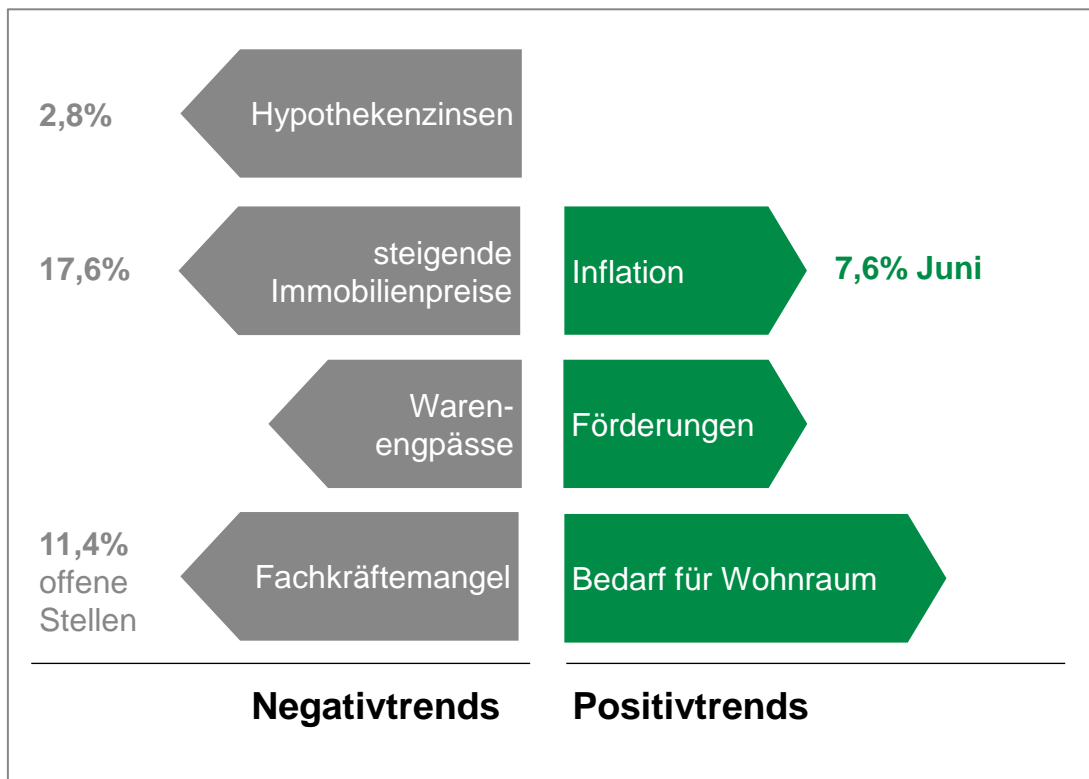 2,8%
Hypothekenzinsen
17,6%
steigende
Immobilienpreise
Inflation
7,6% Juni
Waren-
engpässe
Förderungen
11,4%
offene
Stellen
Fachkräftemangel
Bedarf für Wohnraum
Negativtrends
Positivtrends